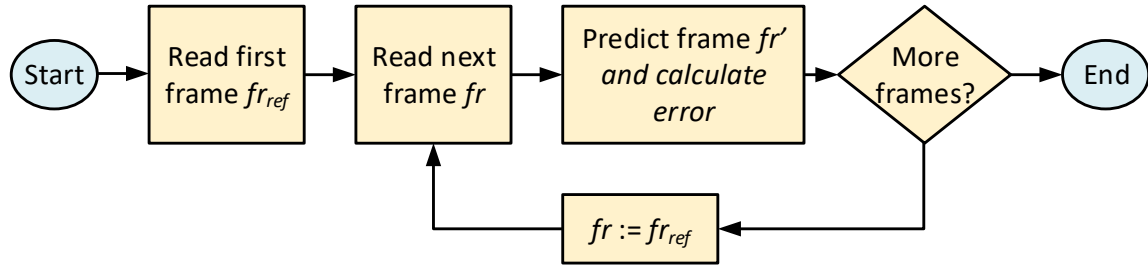 Start
Read first
frame fr_ref
Read next
frame fr
Predict frame fr’
and calculate
error
More
frames?
End
fr := fr_ref